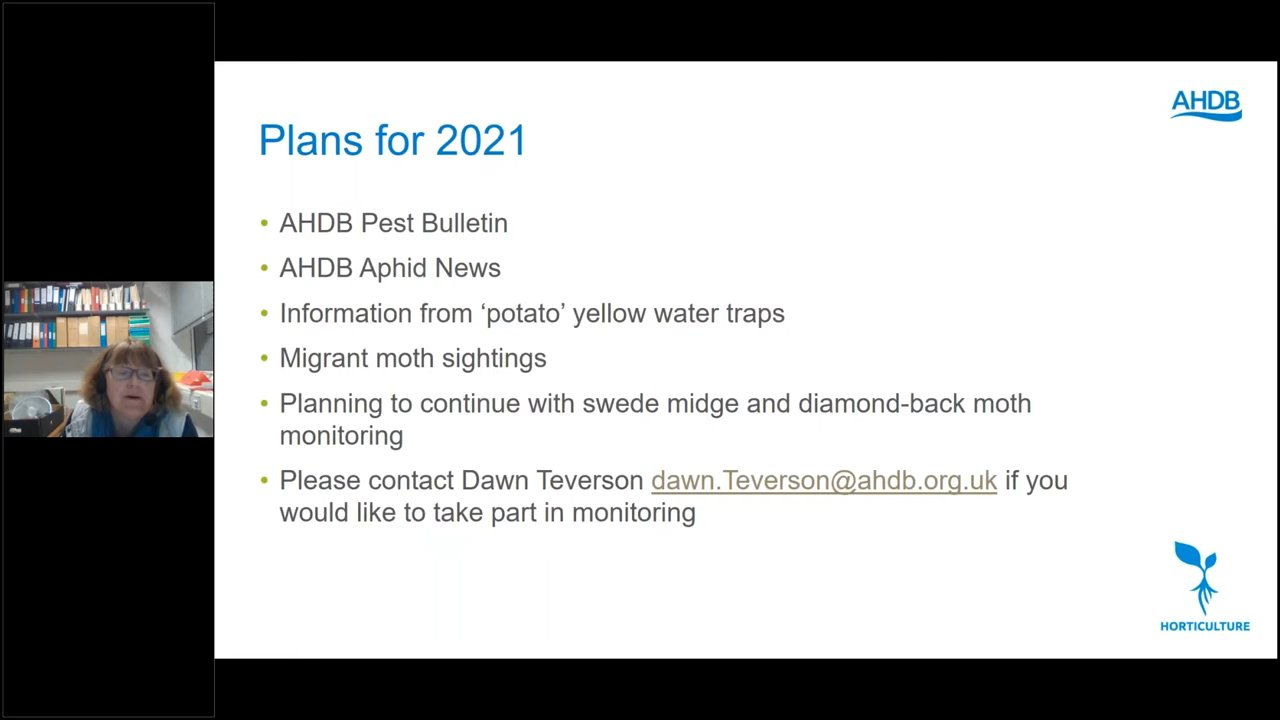 AHDB
Plans for 2021
• AHDB Pest Bulletin
• AHDB Aphid News
• Information from ‘potato’ yellow water traps
• Migrant moth sightings
• Planning to continue with swede midge and diamond-back moth
monitoring
• Please contact Dawn Teverson dawn.Teverson@ahdb.org.uk if you
would like to take part in monitoring
HORTICULTURE